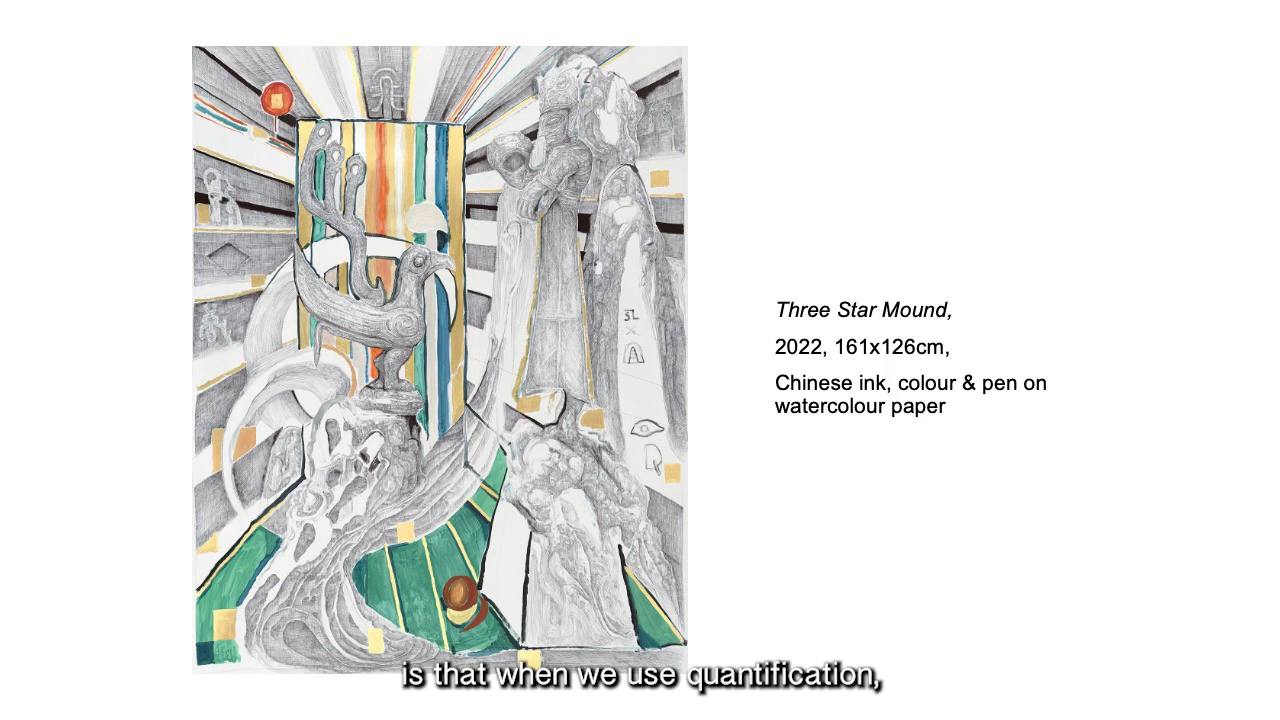 Three Star Mound,
2022, 161x126cm,
Chinese ink, colour & pen on
watercolour paper
is that when we use quantification,